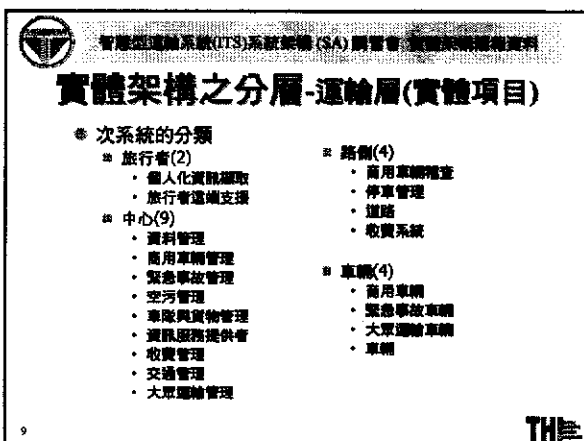 智慧型運輸系統(ITS)系統架構(SA)
實體架構之分層-運輸層(實體項目)
次系統的分類
旅行者(2)
個人化資訊擷取
旅行者遠端支援
中心(9)
資料管理
商用車輛管理
緊急事故管理
空污管理
車隊與貨物管理
資訊服務提供者
收費管理
交通管理
大眾運輸管理
路側(4)
商用車輛稽查
停車管理
道路
收費系統
車輛(4)
商用車輛
緊急事故車輛
大眾運輸車輛
車輛
9
THI